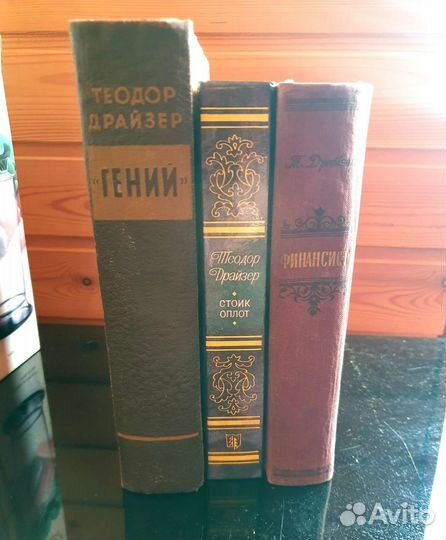 ТЕОДОР
ДРАЙЗЕР
"ГЕНИЙ"
Теодор
Драйзер
СТОИК
ОПЛОТ
Т. Драйзер
ФИНАНСИСТ
Avito